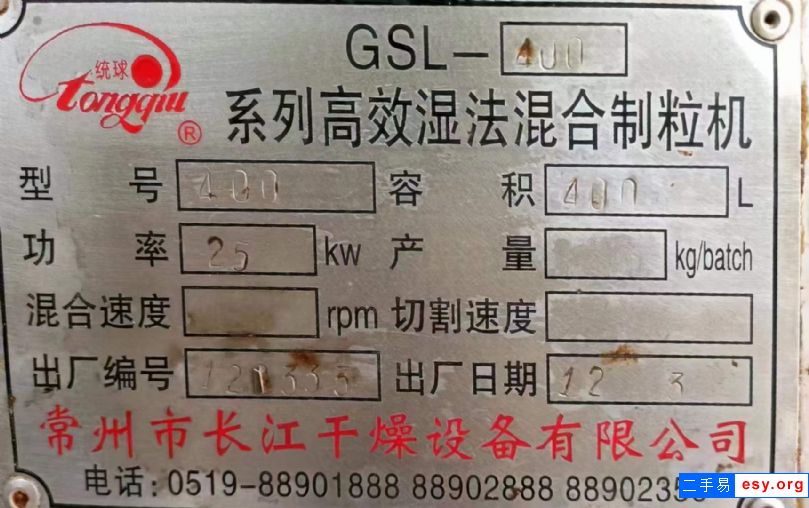 GSL-400
统球
Tongqiu ®
系列高效湿法混合制粒机
型号 400 容积 400 L
功率 25 kw 产量 kg/batch
混合速度 rpm 切割速度
出厂编号 121333 出厂日期 12 3
常州市长江干燥设备有限公司
电话:0519-88901888 88902888
二手易 esy.org